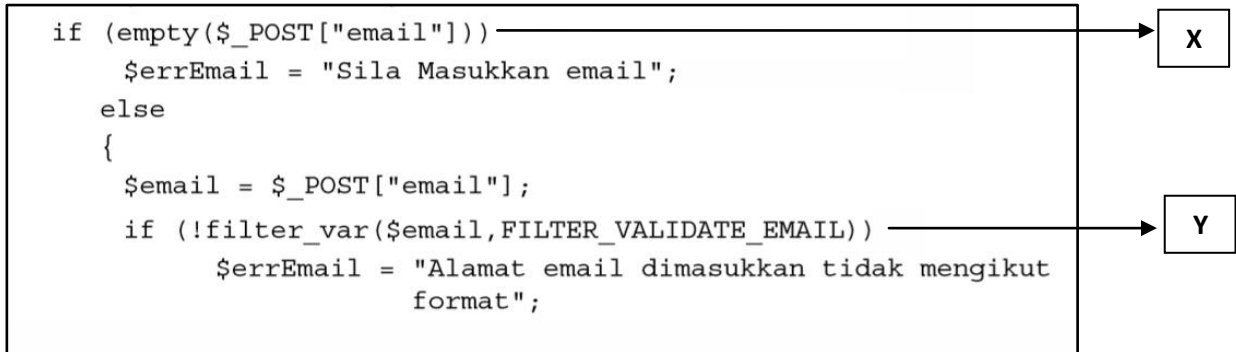 if (empty($_POST["email"]))
X
$errEmail = "Sila Masukkan email";
else
{
$email = $_POST["email"];
if (!filter_var($email,FILTER_VALIDATE_EMAIL))
Y
$errEmail = "Alamat email dimasukkan tidak mengikut
format";